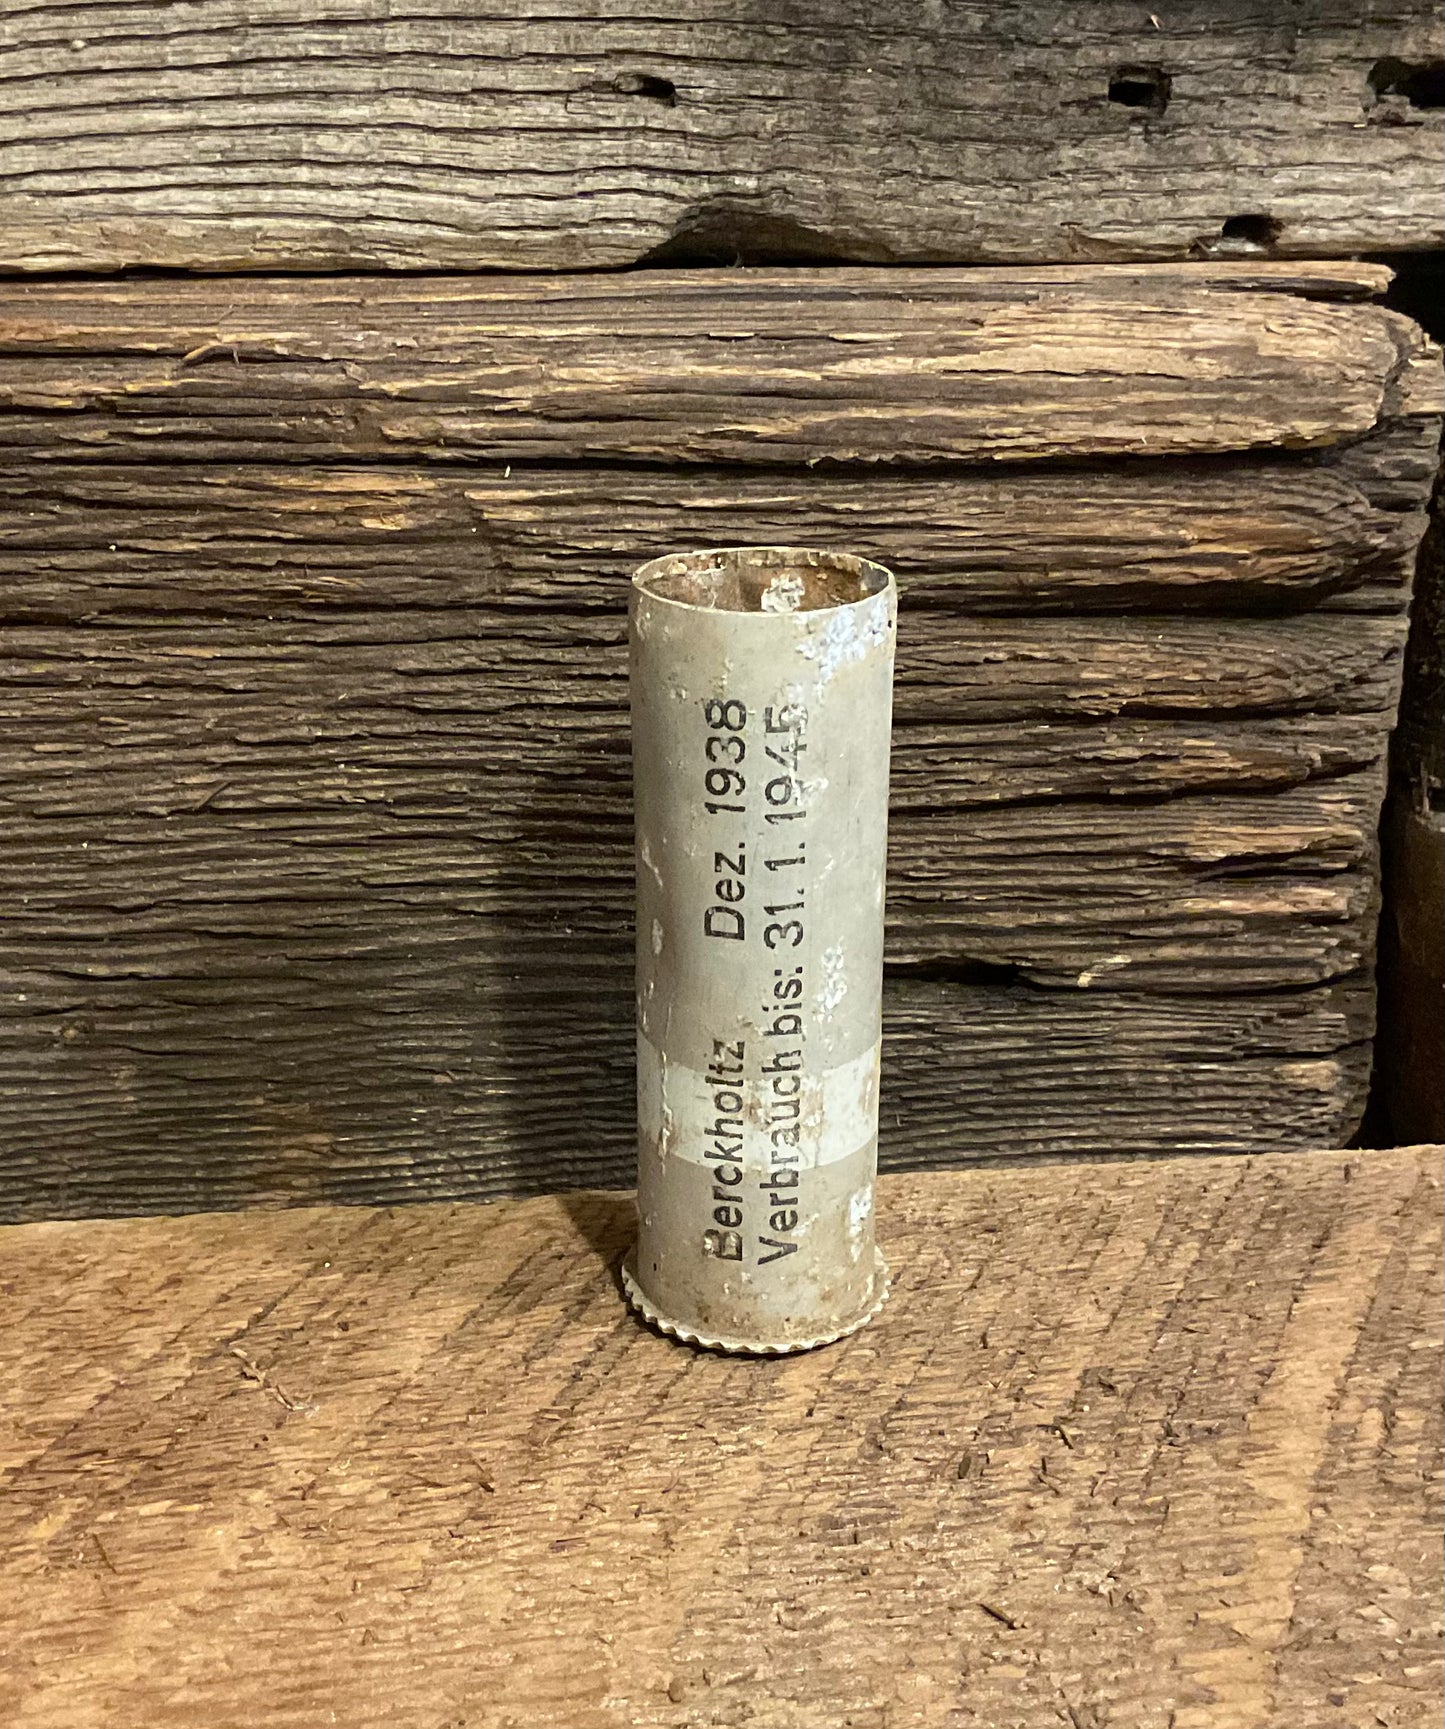 Berckholtz Dez. 1938
Verbrauch bis: 31. 1. 1945